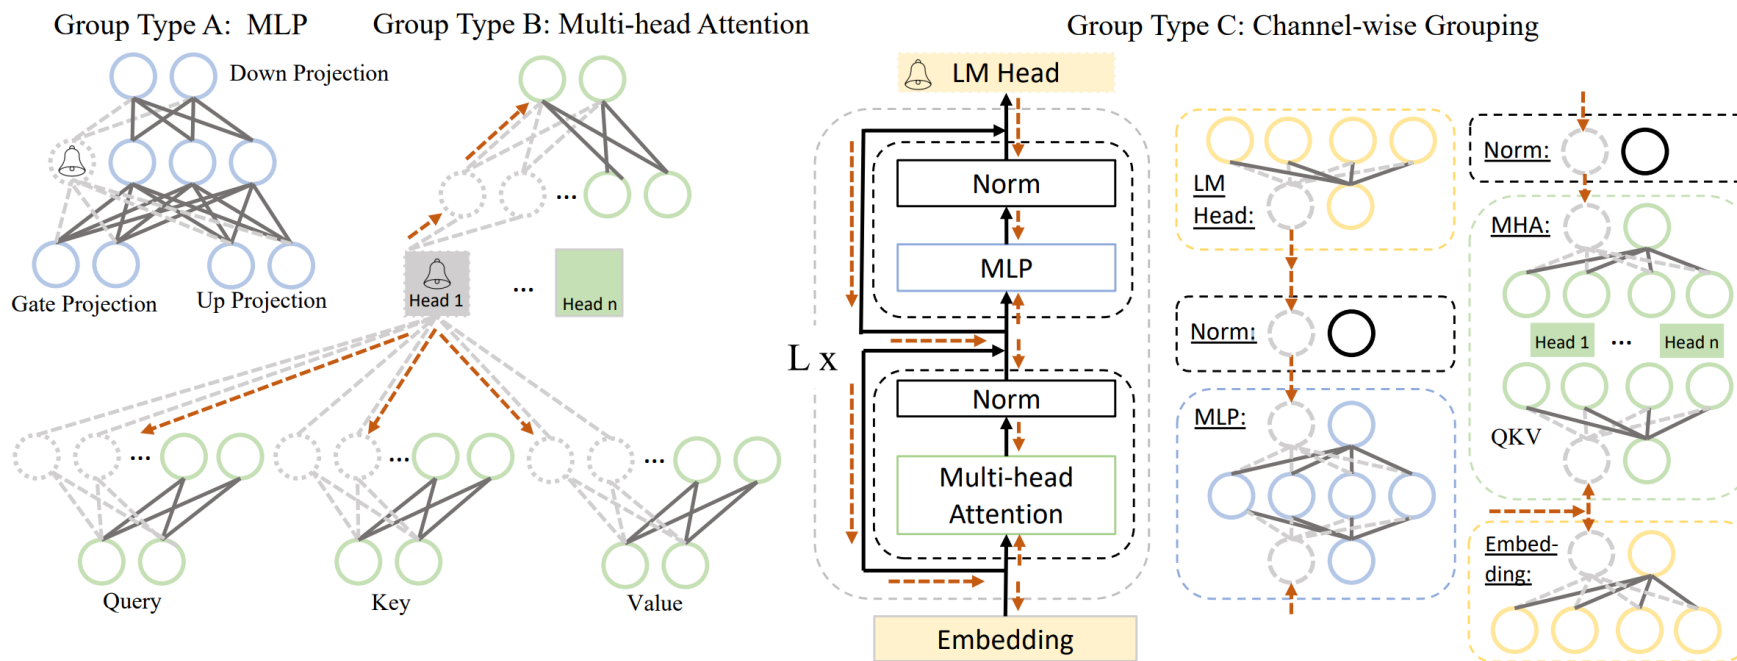 Group Type A: MLP
Down Projection
Gate Projection
Up Projection
Group Type B: Multi-head Attention
...
Head 1
...
Head n
...
...
...
Query
Key
Value
Group Type C: Channel-wise Grouping
LM Head
Norm
MLP
L x
Norm
Multi-head
Attention
Embedding
LM
Head:
Norm:
MLP:
Norm:
MHA:
Head 1 ... Head n
QKV
Embed-
ding: